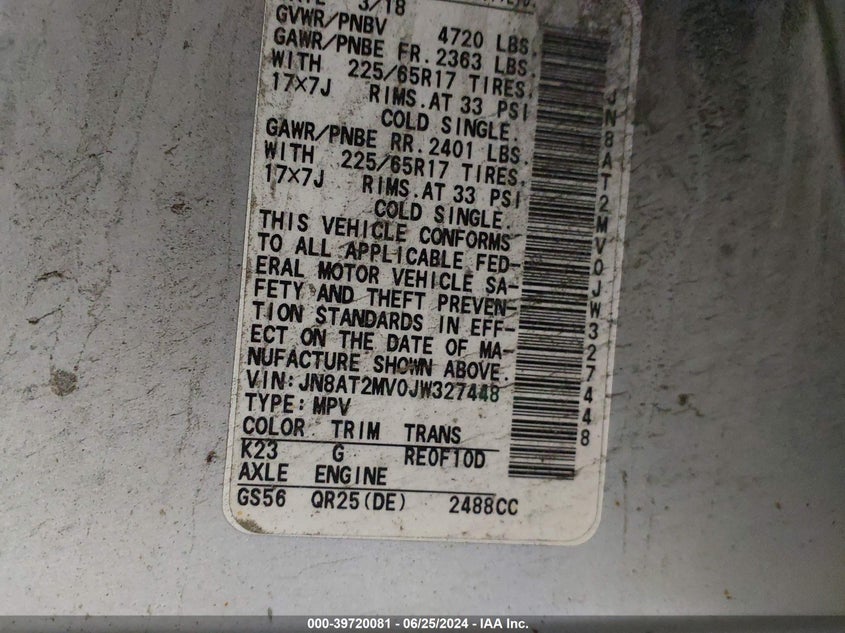 3/18
GVWR/PNBV 4720 LBS.
GAWR/PNBE FR. 2363 LBS.
WITH 225/65R17 TIRES.
17×7J RIMS. AT 33 PSI
COLD SINGLE.
GAWR/PNBE RR. 2401 LBS.
WITH 225/65R17 TIRES.
17×7J RIMS. AT 33 PSI
COLD SINGLE.
THIS VEHICLE CONFORMS
TO ALL APPLICABLE FED-
ERAL MOTOR VEHICLE SA-
FETY AND THEFT PREVEN-
TION STANDARDS IN EFF-
ECT ON THE DATE OF MA-
NUFACTURE SHOWN ABOVE.
VIN: JN8AT2MV0JW327448
TYPE: MPV
COLOR TRIM TRANS
K23 G RE0F10D
AXLE ENGINE
GS56 QR25(DE) 2488CC
JN8AT2MV0JW327448
000-39720081 - 06/25/2024 - IAA Inc.